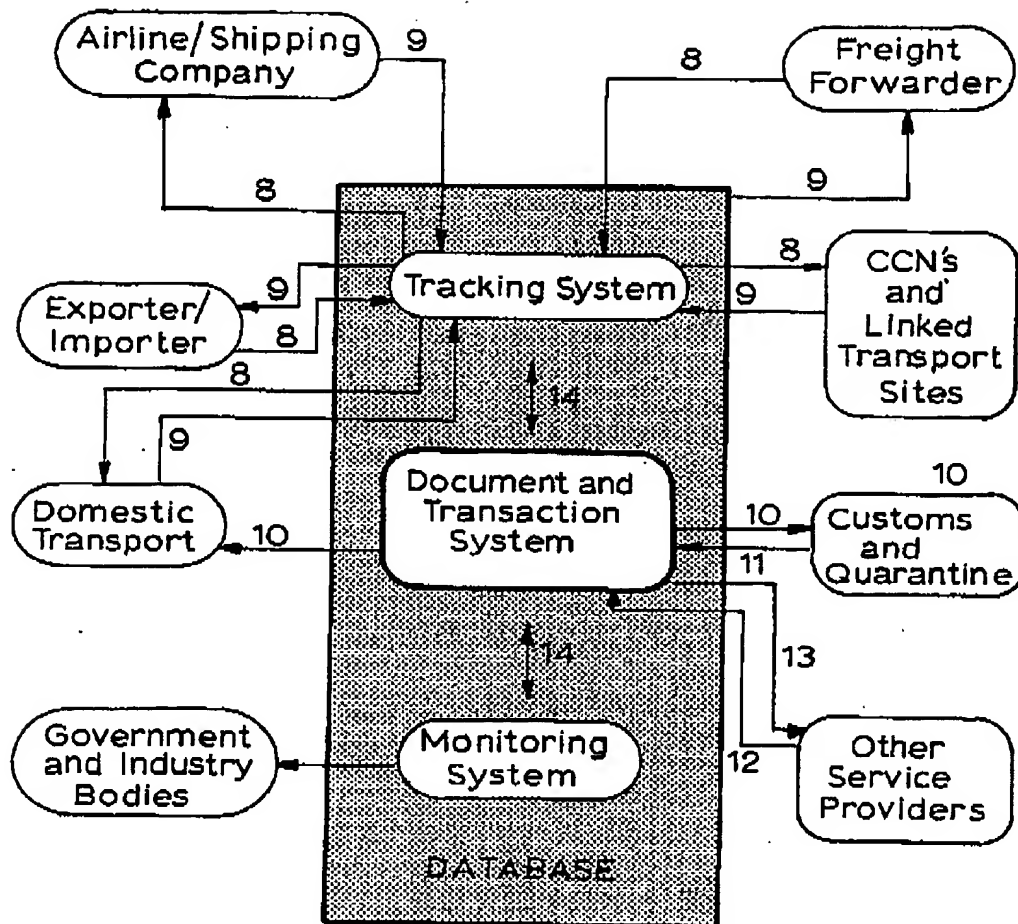 Airline/Shipping
Company
9
8
Freight
Forwarder
8
9
8
CCN's
and'
Linked
Transport
Sites
Tracking System
9
9
Exporter/
Importer
8
8
14
9
Document and
Transaction
System
10
Domestic
Transport
10
10
Customs
and
Quarantine
11
13
14
Government
and Industry
Bodies
Monitoring
System
12
Other
Service
Providers
DATABASE